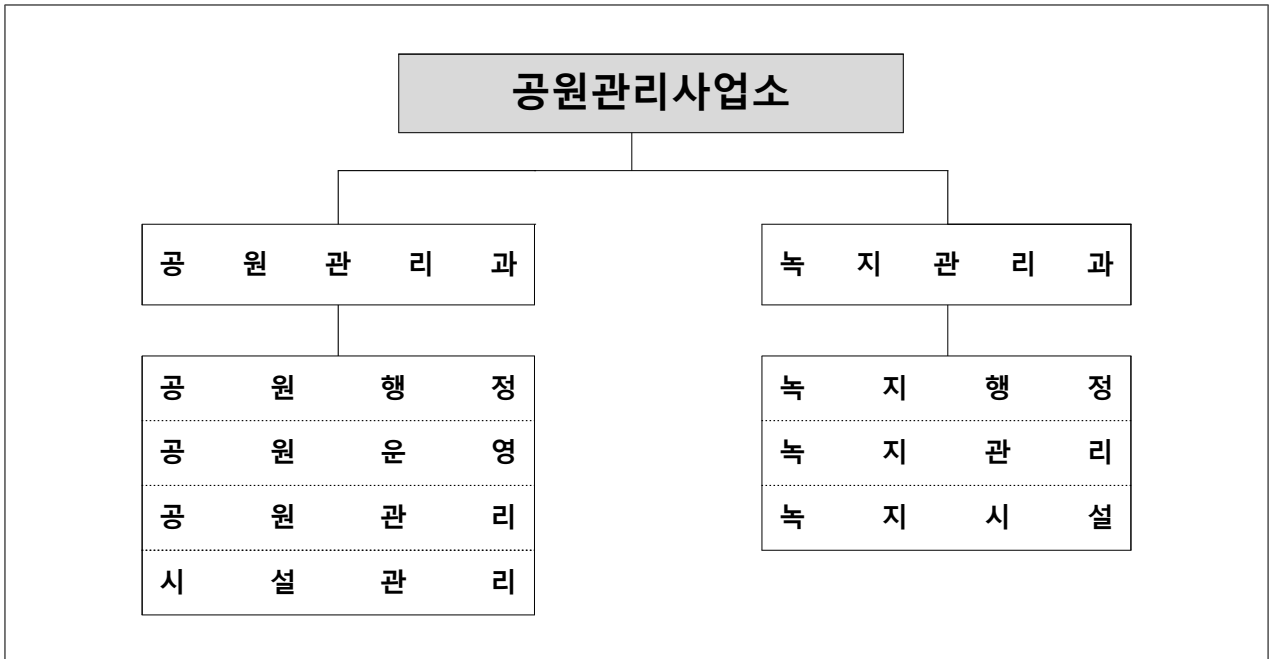 공원관리사업소
공원관리과
공원행정
공원운영
공원관리
시설관리
녹지관리과
녹지행정
녹지관리
녹지시설